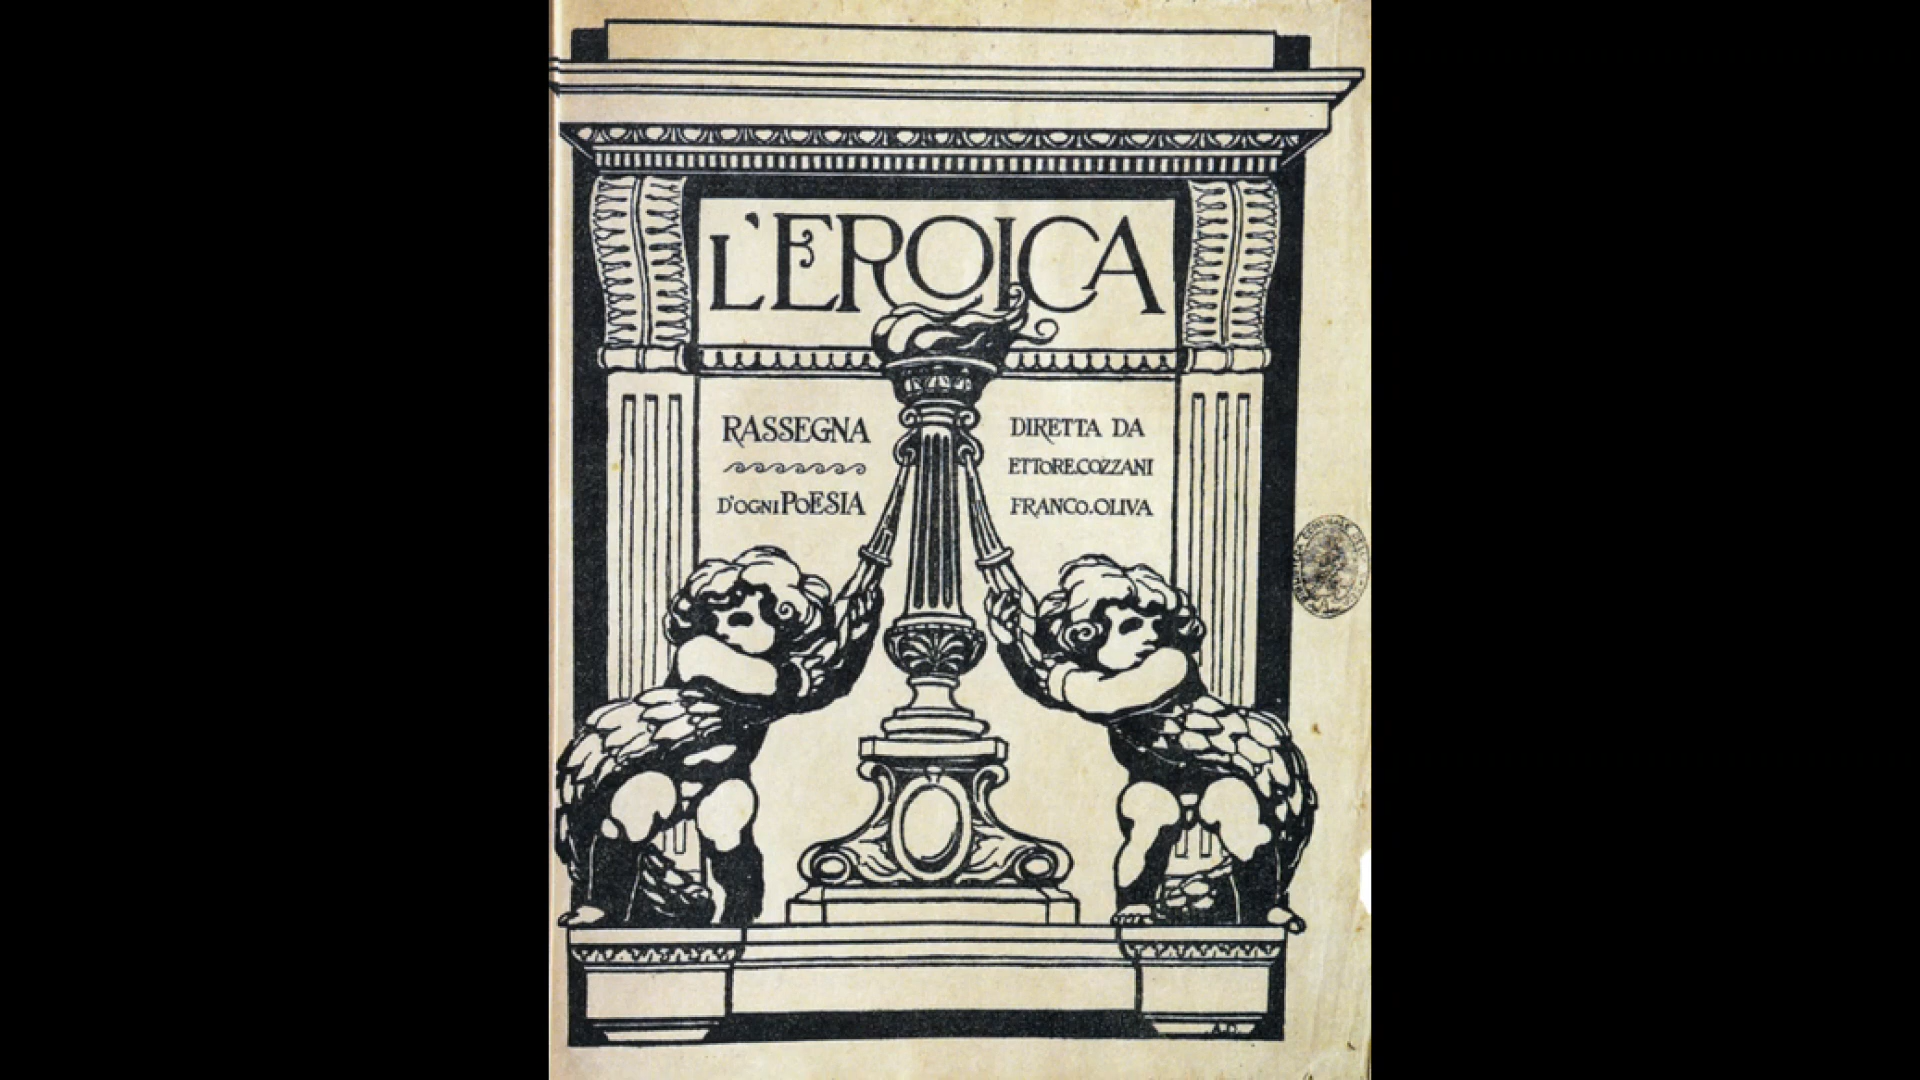 L'EROICA
RASSEGNA
D'OGNI POESIA
DIRETTA DA
ETTORE.COZZANI
FRANCO.OLIVA
A.D.